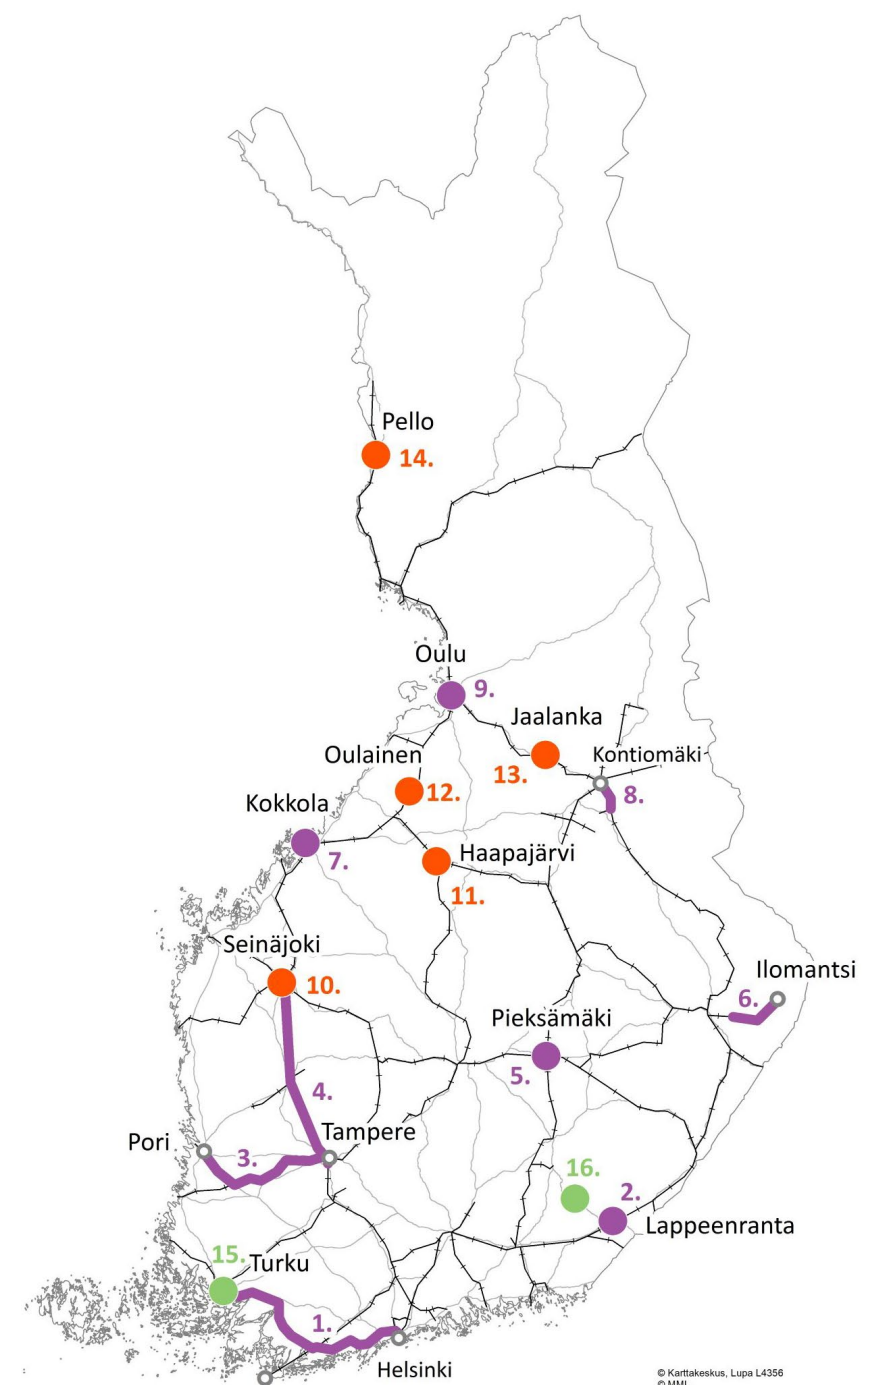 Pello
14.
Oulu
9.
Jaalanka
Oulainen
Kontiomäki
13.
12.
8.
Kokkola
7.
Haapajärvi
11.
Seinäjoki
Ilomantsi
10.
6.
Pieksämäki
5.
4.
Tampere
Pori
3.
16.
2.
Lappeenranta
15.
Turku
1.
Helsinki
© Karttakeskus, Lupa L4356
© MML